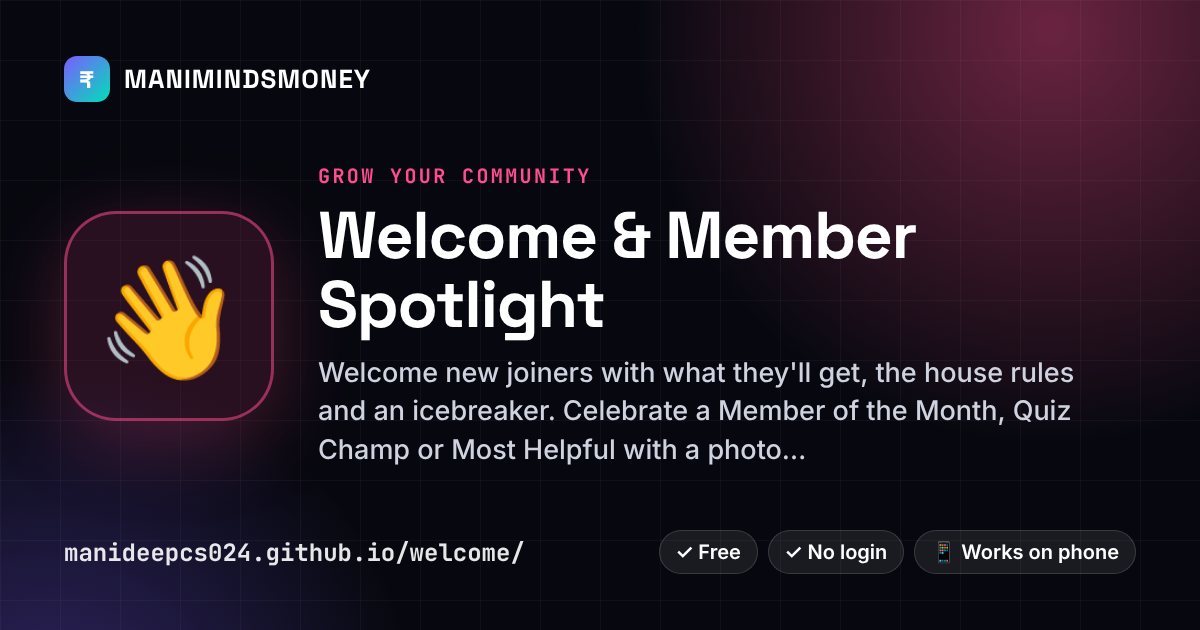 ₹ MANIMINDSMONEY
GROW YOUR COMMUNITY
Welcome & Member
Spotlight
Welcome new joiners with what they'll get, the house rules
and an icebreaker. Celebrate a Member of the Month, Quiz
Champ or Most Helpful with a photo...
manideepcs024.github.io/welcome/
✓ Free
✓ No login
📱 Works on phone